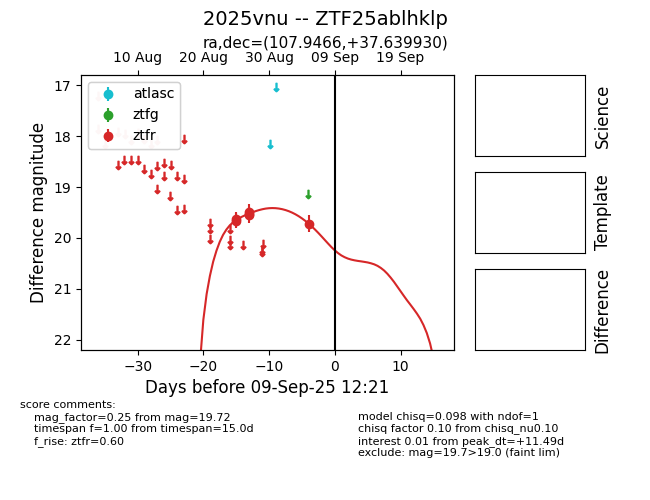 2025vnu -- ZTF25ablhklp
ra,dec=(107.9466,+37.639930)
10 Aug 20 Aug 30 Aug 09 Sep 19 Sep
atlasc
ztfg
ztfr
17
18
19
20
21
22
Difference magnitude
−30 −20 −10 0 10
Days before 09-Sep-25 12:21
Science
Template
Difference
score comments:
mag_factor=0.25 from mag=19.72
timespan f=1.00 from timespan=15.0d
f_rise: ztfr=0.60
model chisq=0.098 with ndof=1
chisq factor 0.10 from chisq_nu0.10
interest 0.01 from peak_dt=+11.49d
exclude: mag=19.7>19.0 (faint lim)